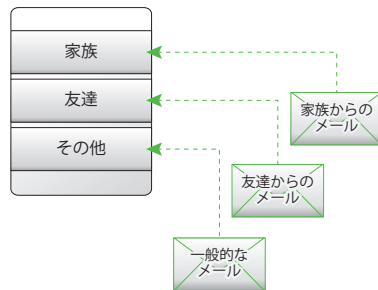 家族
友達
その他
家族からの
メール
友達からの
メール
一般的な
メール